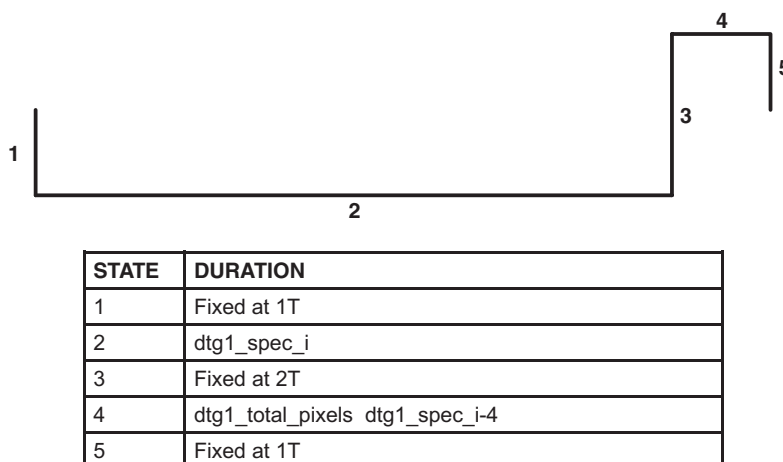 4
5
3
1
2
STATE DURATION
1 Fixed at 1T
2 dtg1_spec_i
3 Fixed at 2T
4 dtg1_total_pixels dtg1_spec_i-4
5 Fixed at 1T